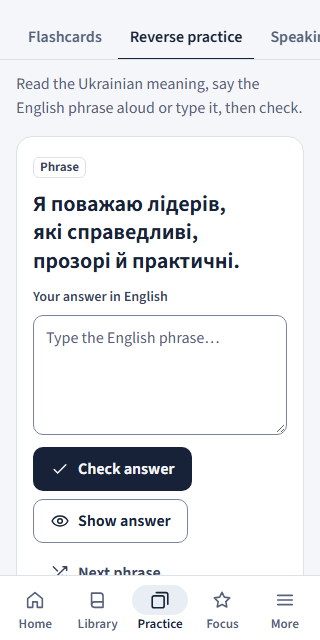 Flashcards Reverse practice Speakin
Read the Ukrainian meaning, say the
English phrase aloud or type it, then check.
Phrase
Я поважаю лідерів,
які справедливі,
прозорі й практичні.
Your answer in English
Type the English phrase…
Check answer
Show answer
Next phrase
Home Library Practice Focus More